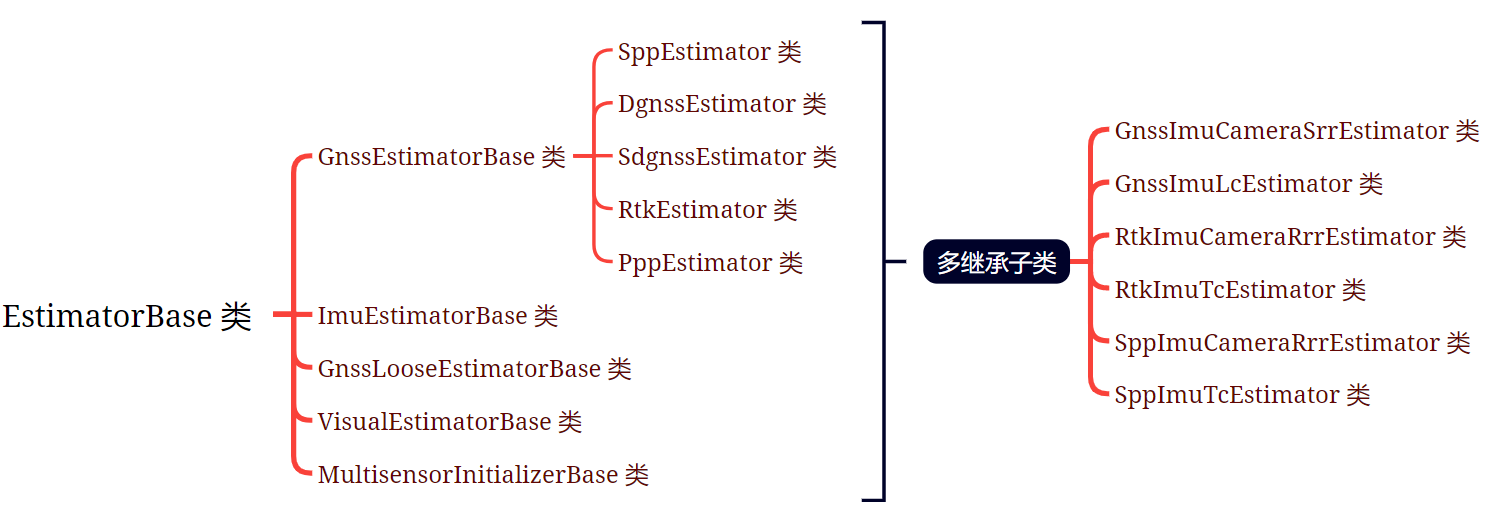 EstimatorBase 类
GnssEstimatorBase 类
SppEstimator 类
DgnssEstimator 类
SdgnssEstimator 类
RtkEstimator 类
PppEstimator 类
ImuEstimatorBase 类
GnssLooseEstimatorBase 类
VisualEstimatorBase 类
MultisensorInitializerBase 类
多继承子类
GnssImuCameraSrrEstimator 类
GnssImuLcEstimator 类
RtkImuCameraRrrEstimator 类
RtkImuTcEstimator 类
SppImuCameraRrrEstimator 类
SppImuTcEstimator 类